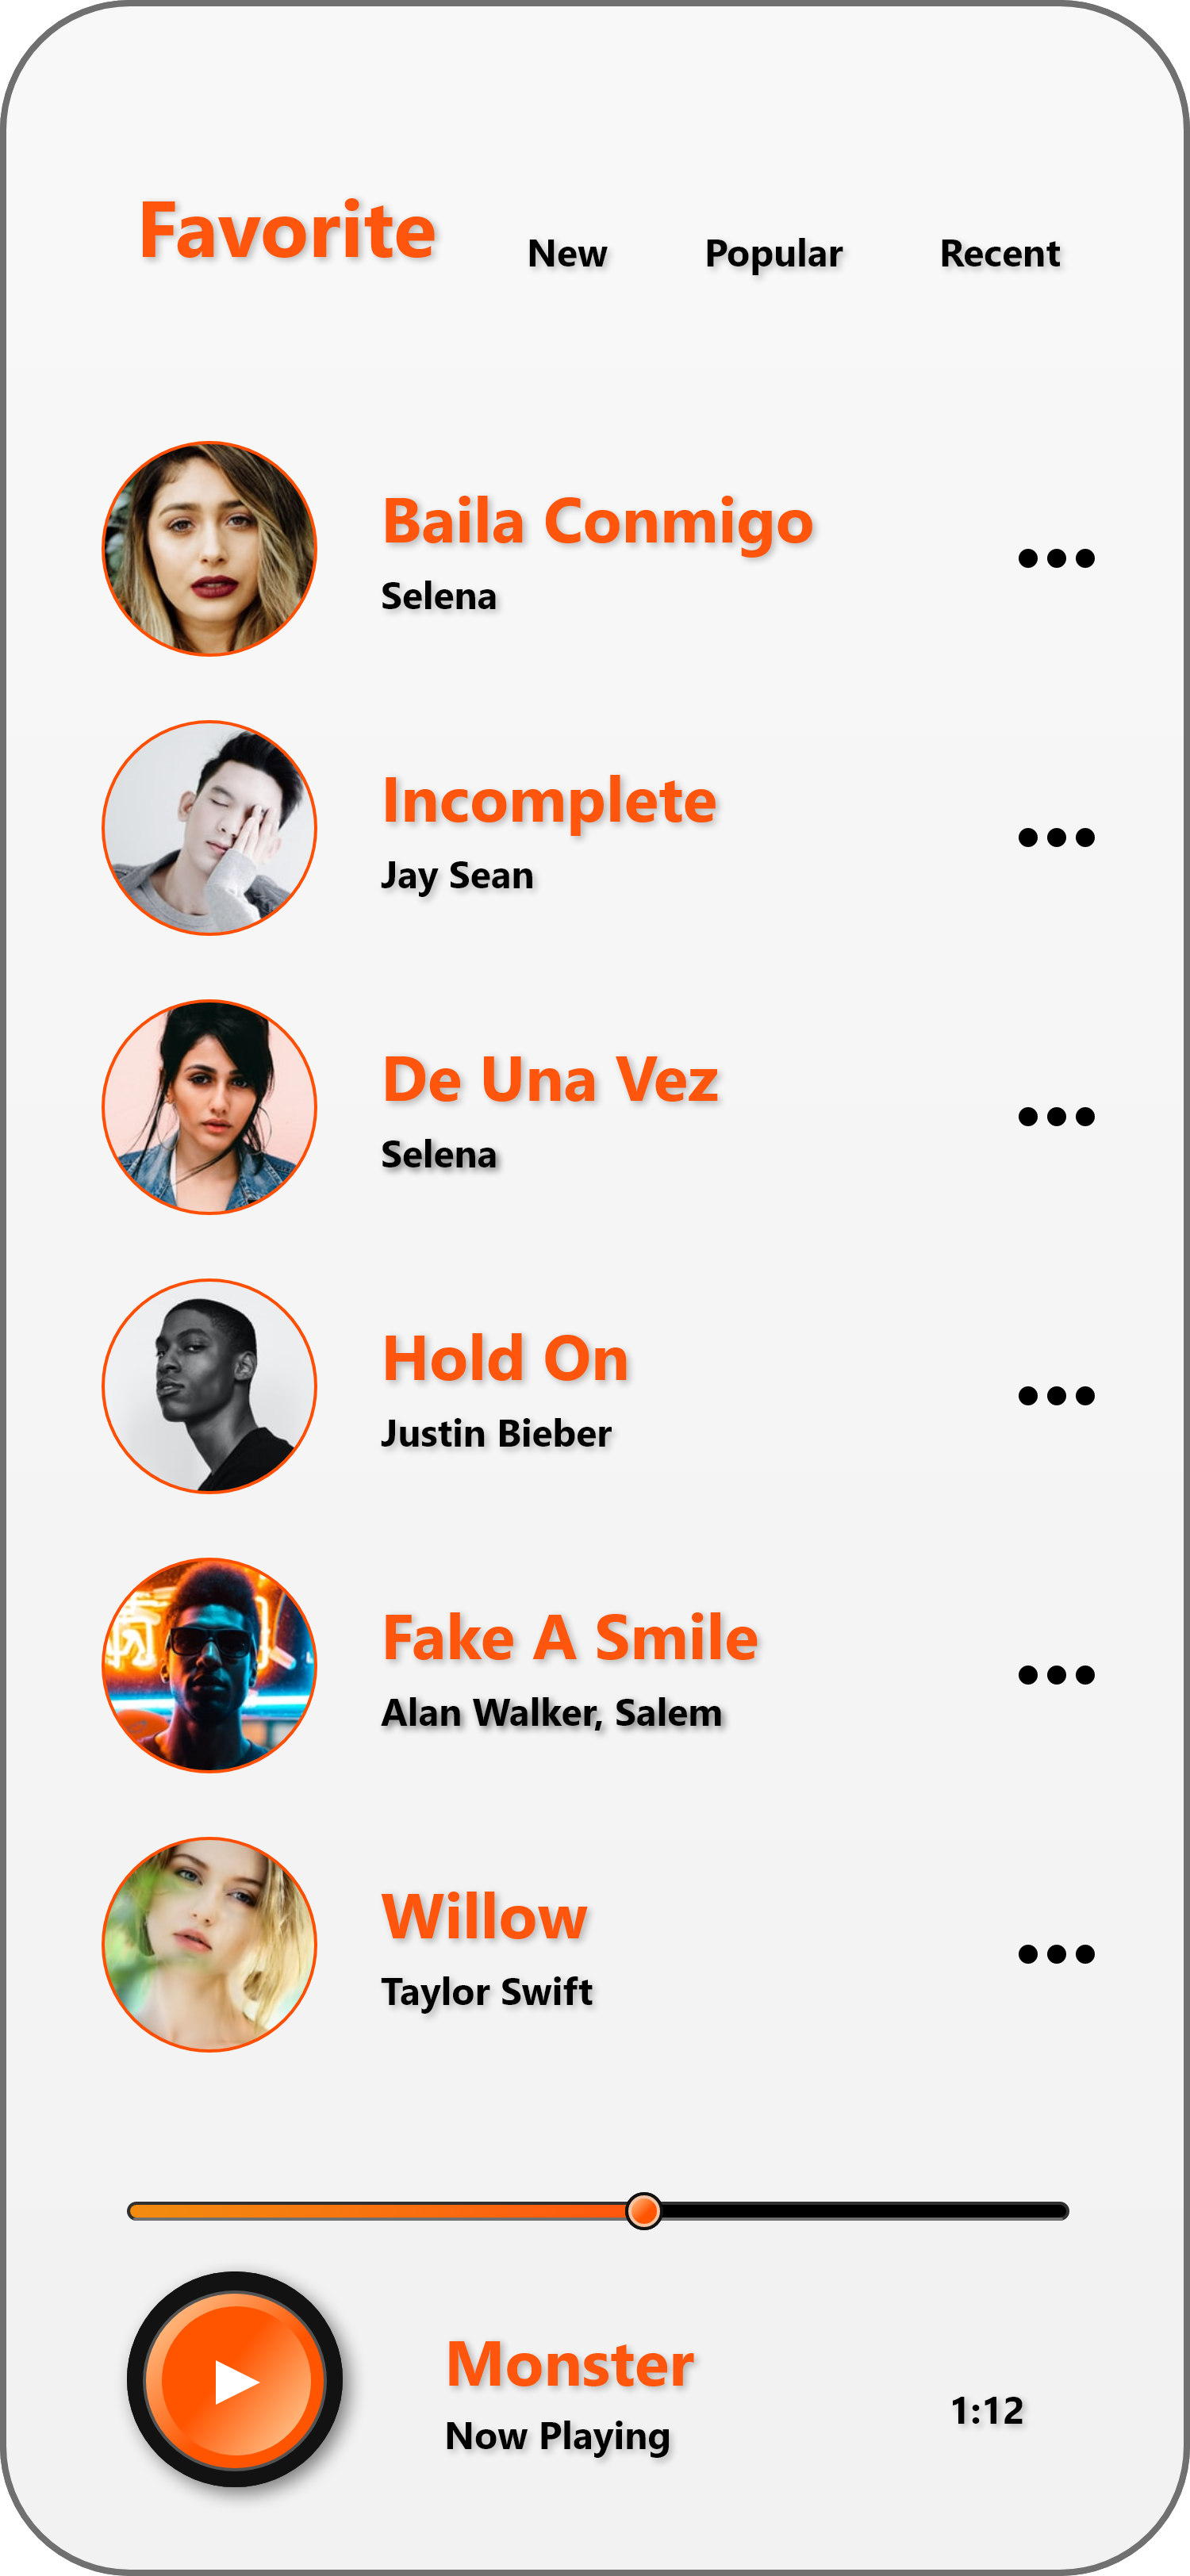 Favorite New Popular Recent
Baila Conmigo
Selena
Incomplete
Jay Sean
De Una Vez
Selena
Hold On
Justin Bieber
Fake A Smile
Alan Walker, Salem
Willow
Taylor Swift
Monster
Now Playing
1:12